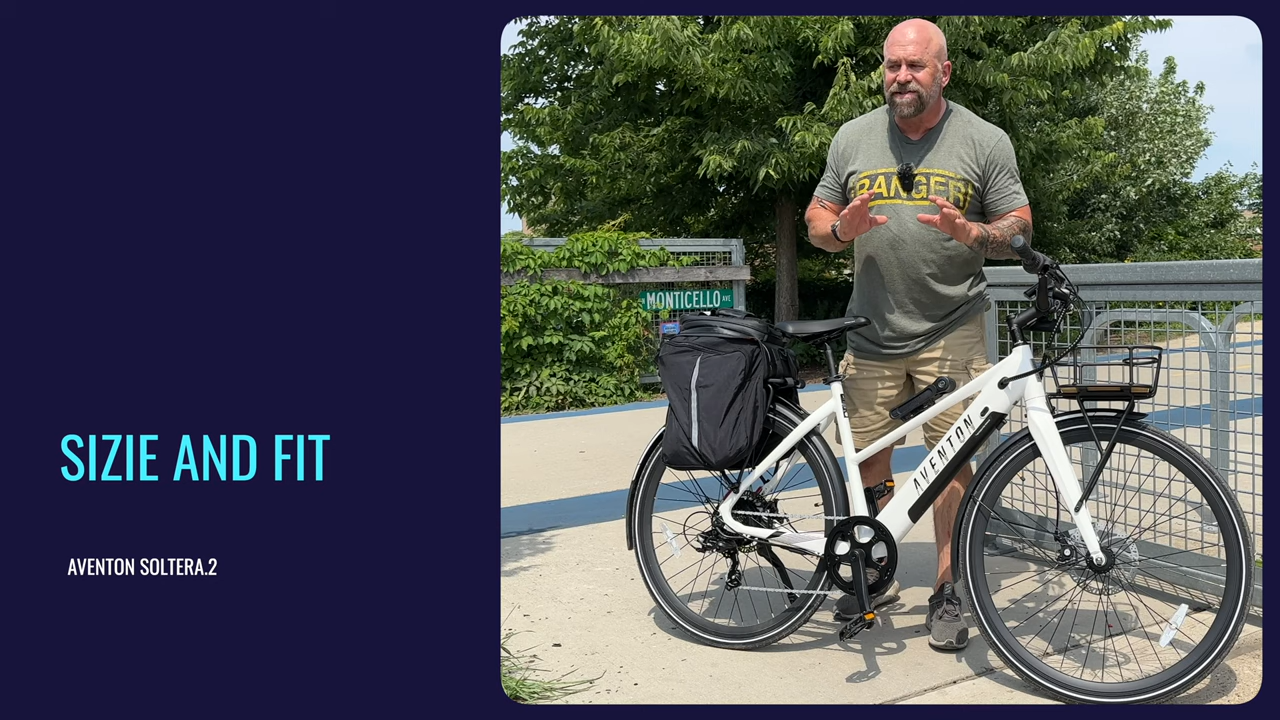 SIZIE AND FIT
AVENTON SOLTERA.2
RANGER
MONTICELLO AVE
AVENTON